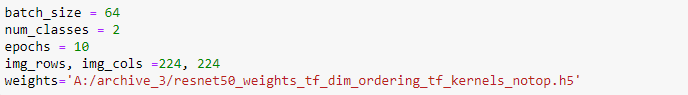 batch_size = 64
num_classes = 2
epochs = 10
img_rows, img_cols =224, 224
weights='A:/archive_3/resnet50_weights_tf_dim_ordering_tf_kernels_notop.h5'